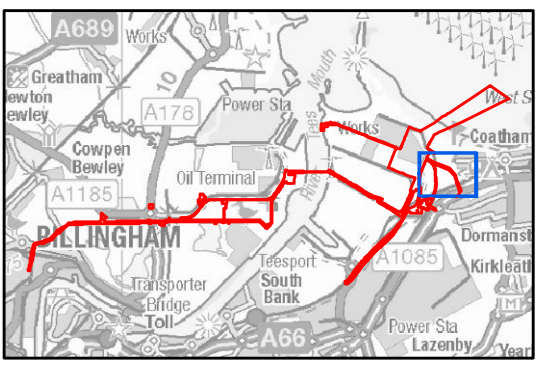 A689
Works
Greatham
ewton
ewley
10
A178
Power Sta
Mouth
Tees
River
Works
West S
Coatham
Cowpen
Bewley
Oil Terminal
A1185
BILLINGHAM
Dormanst
Teesport
South
Bank
A1085
Kirkleath
Transporter
Bridge
Toll
A66
M
Power Sta
Lazenby
Year